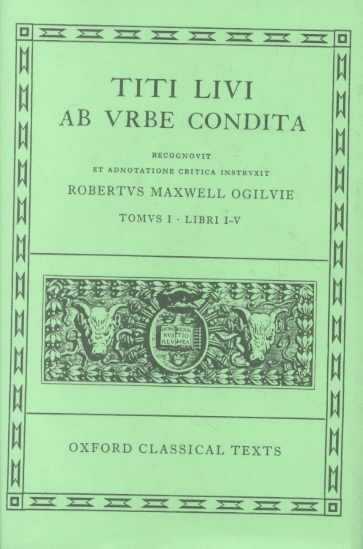 TITI LIVI
AB VRBE CONDITA
RECOGNOVIT
ET ADNOTATIONE CRITICA INSTRVXIT
ROBERTVS MAXWELL OGILVIE
TOMVS I · LIBRI I–V
OXFORD CLASSICAL TEXTS